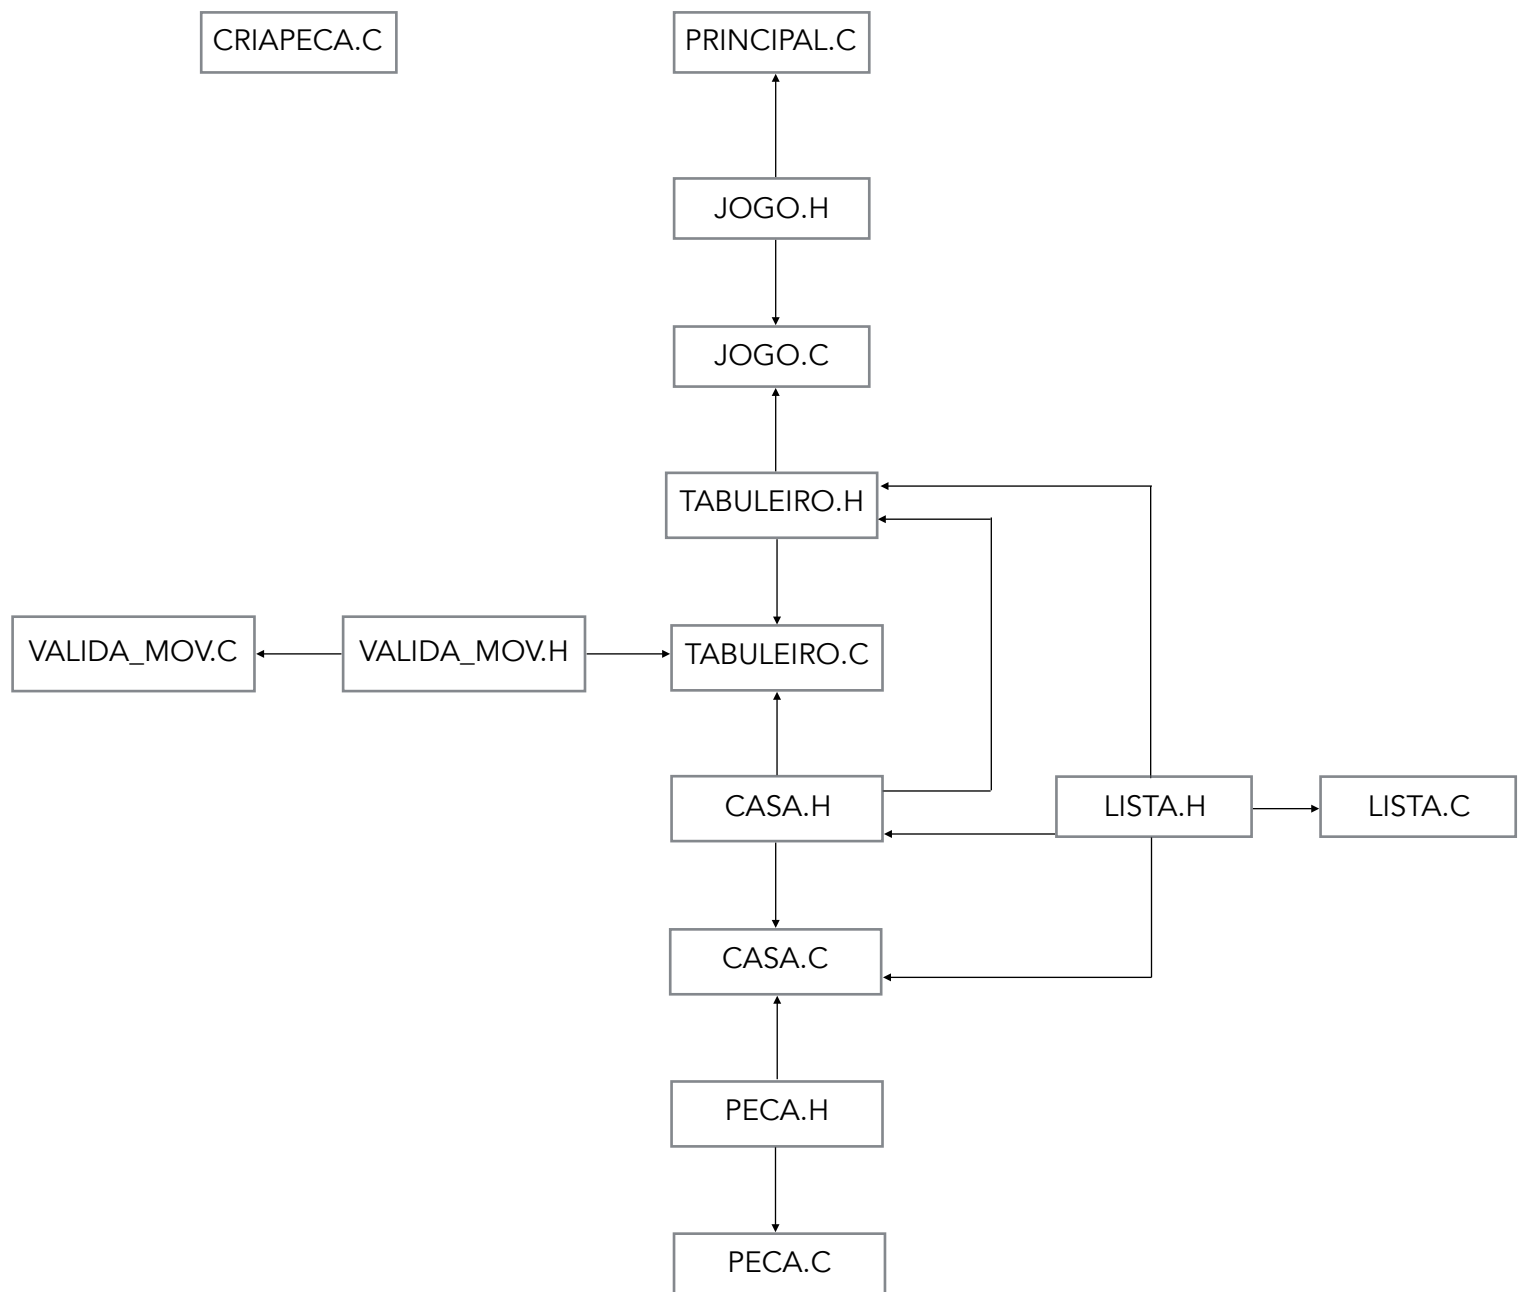 CRIAPECA.C
PRINCIPAL.C
JOGO.H
JOGO.C
TABULEIRO.H
VALIDA_MOV.C
VALIDA_MOV.H
TABULEIRO.C
CASA.H
LISTA.H
LISTA.C
CASA.C
PECA.H
PECA.C